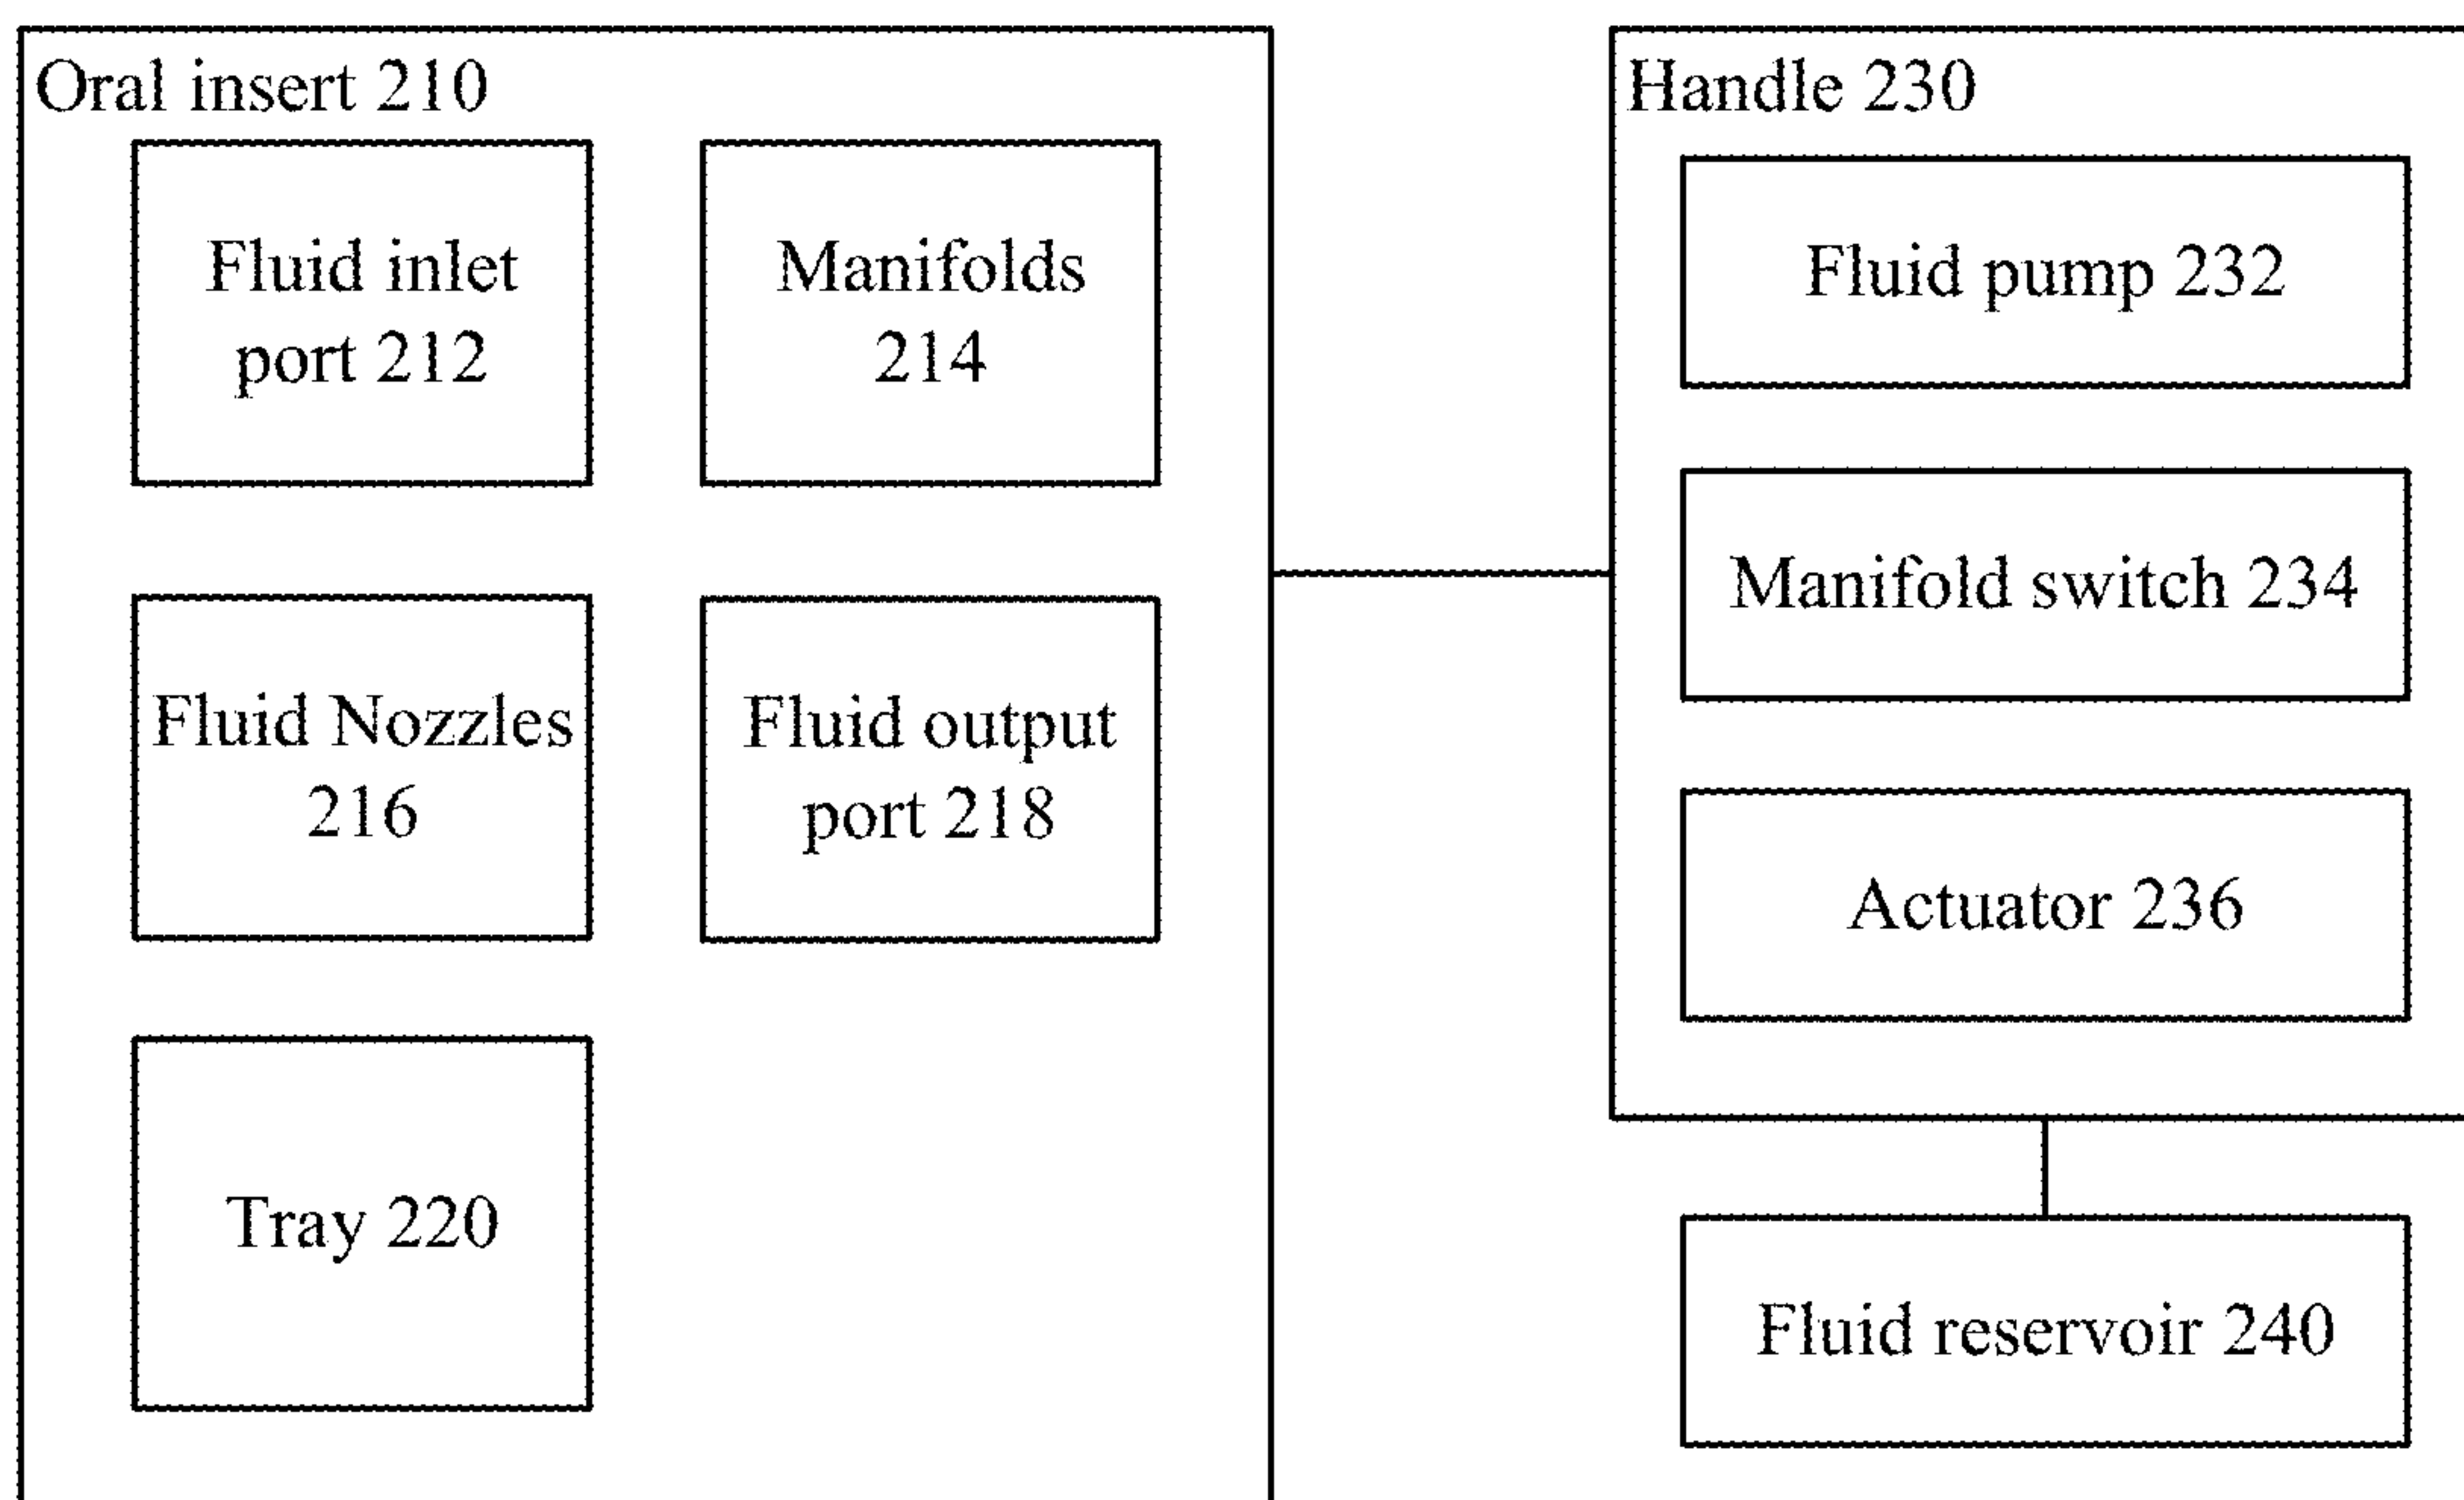 Oral insert 210
Fluid inlet
port 212
Manifolds
214
Fluid Nozzles
216
Fluid output
port 218
Tray 220
Handle 230
Fluid pump 232
Manifold switch 234
Actuator 236
Fluid reservoir 240